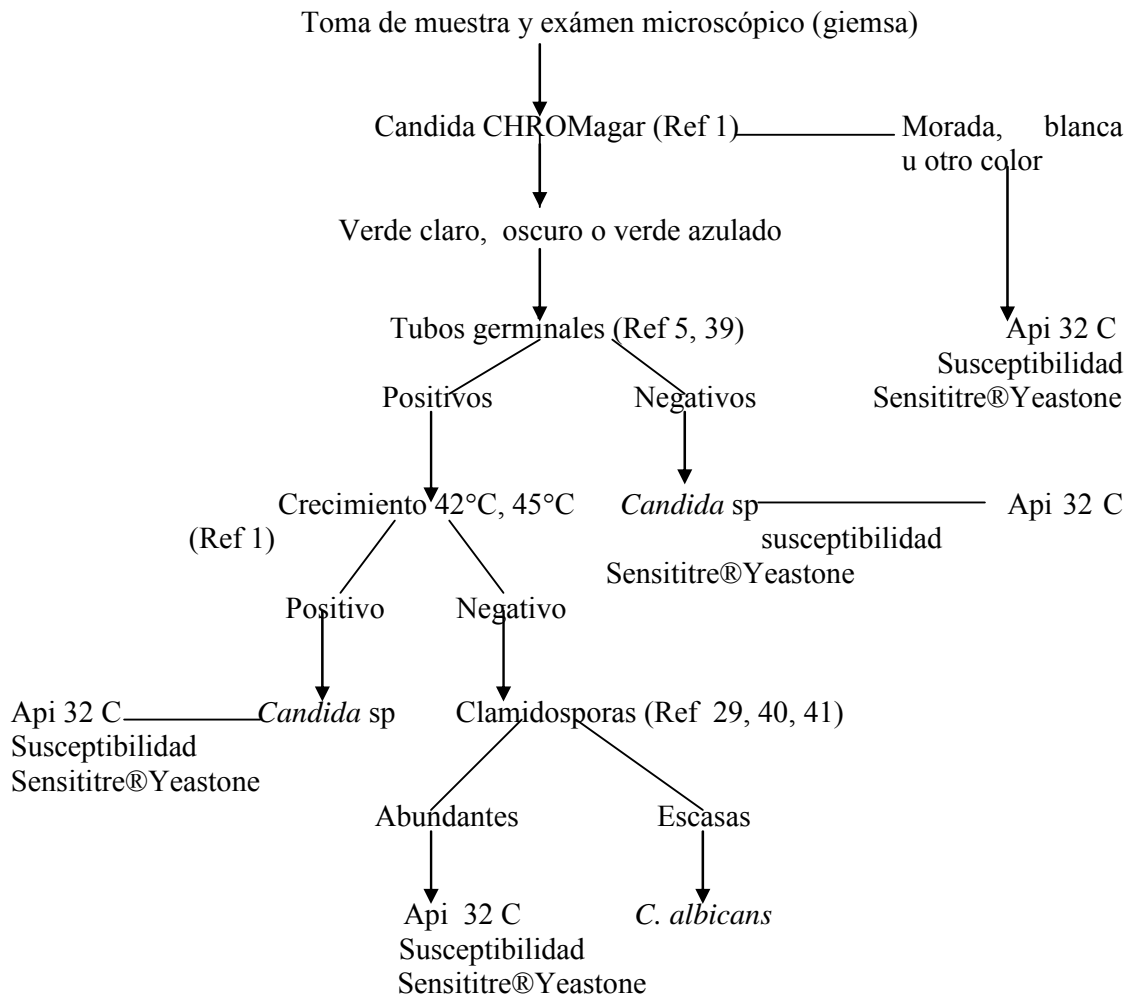 Toma de muestra y exámen microscópico (giemsa)
Candida CHROMagar (Ref 1)
Morada, blanca
u otro color
Verde claro, oscuro o verde azulado
Tubos germinales (Ref 5, 39)
Api 32 C
Susceptibilidad
Sensititre®Yeastone
Positivos
Negativos
Crecimiento 42°C, 45°C
(Ref 1)
Candida sp
Api 32 C
susceptibilidad
Sensititre®Yeastone
Positivo
Negativo
Api 32 C
Susceptibilidad
Sensititre®Yeastone
Candida sp
Clamidosporas (Ref 29, 40, 41)
Abundantes
Escasas
Api 32 C
Susceptibilidad
Sensititre®Yeastone
C. albicans